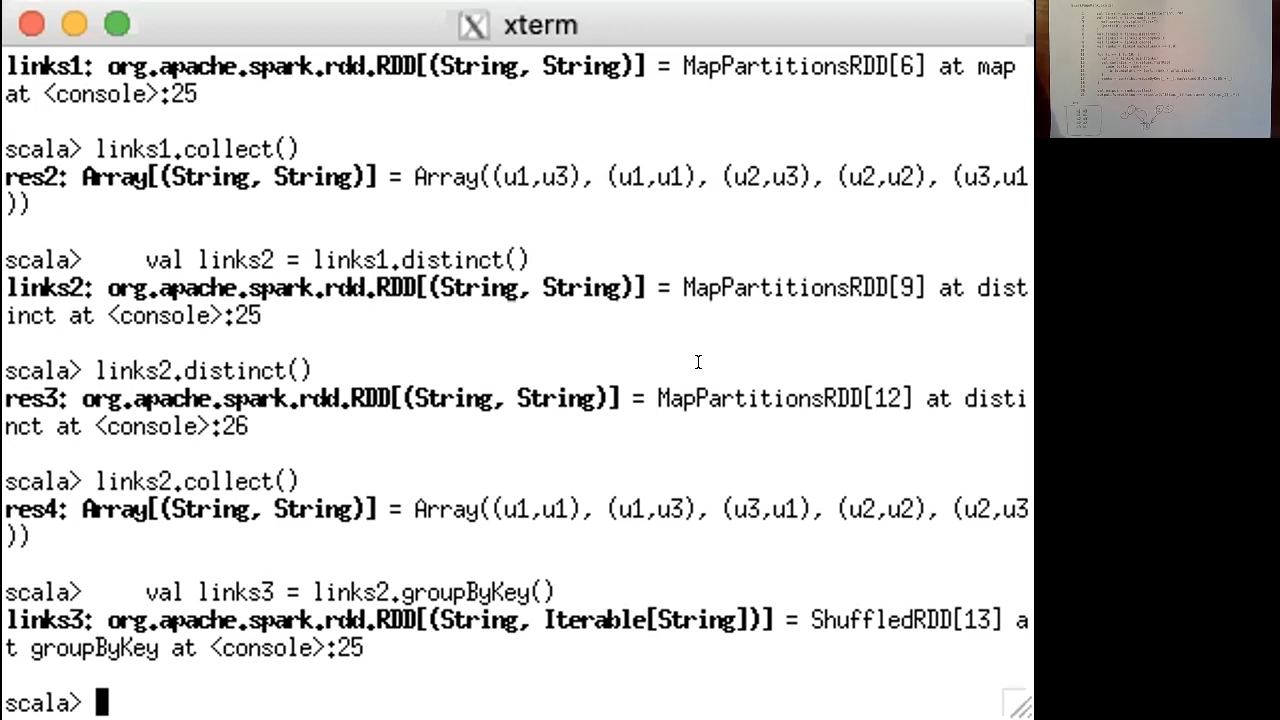 xterm
links1: org.apache.spark.rdd.RDD[(String, String)] = MapPartitionsRDD[6] at map
at <console>:25
scala> links1.collect()
res2: Array[(String, String)] = Array((u1,u3), (u1,u1), (u2,u3), (u2,u2), (u3,u1
))
scala>     val links2 = links1.distinct()
links2: org.apache.spark.rdd.RDD[(String, String)] = MapPartitionsRDD[9] at dist
inct at <console>:25
scala> links2.distinct()
res3: org.apache.spark.rdd.RDD[(String, String)] = MapPartitionsRDD[12] at disti
nct at <console>:26
scala> links2.collect()
res4: Array[(String, String)] = Array((u1,u1), (u1,u3), (u3,u1), (u2,u2), (u2,u3
))
scala>     val links3 = links2.groupByKey()
links3: org.apache.spark.rdd.RDD[(String, Iterable[String])] = ShuffledRDD[13] a
t groupByKey at <console>:25
scala>